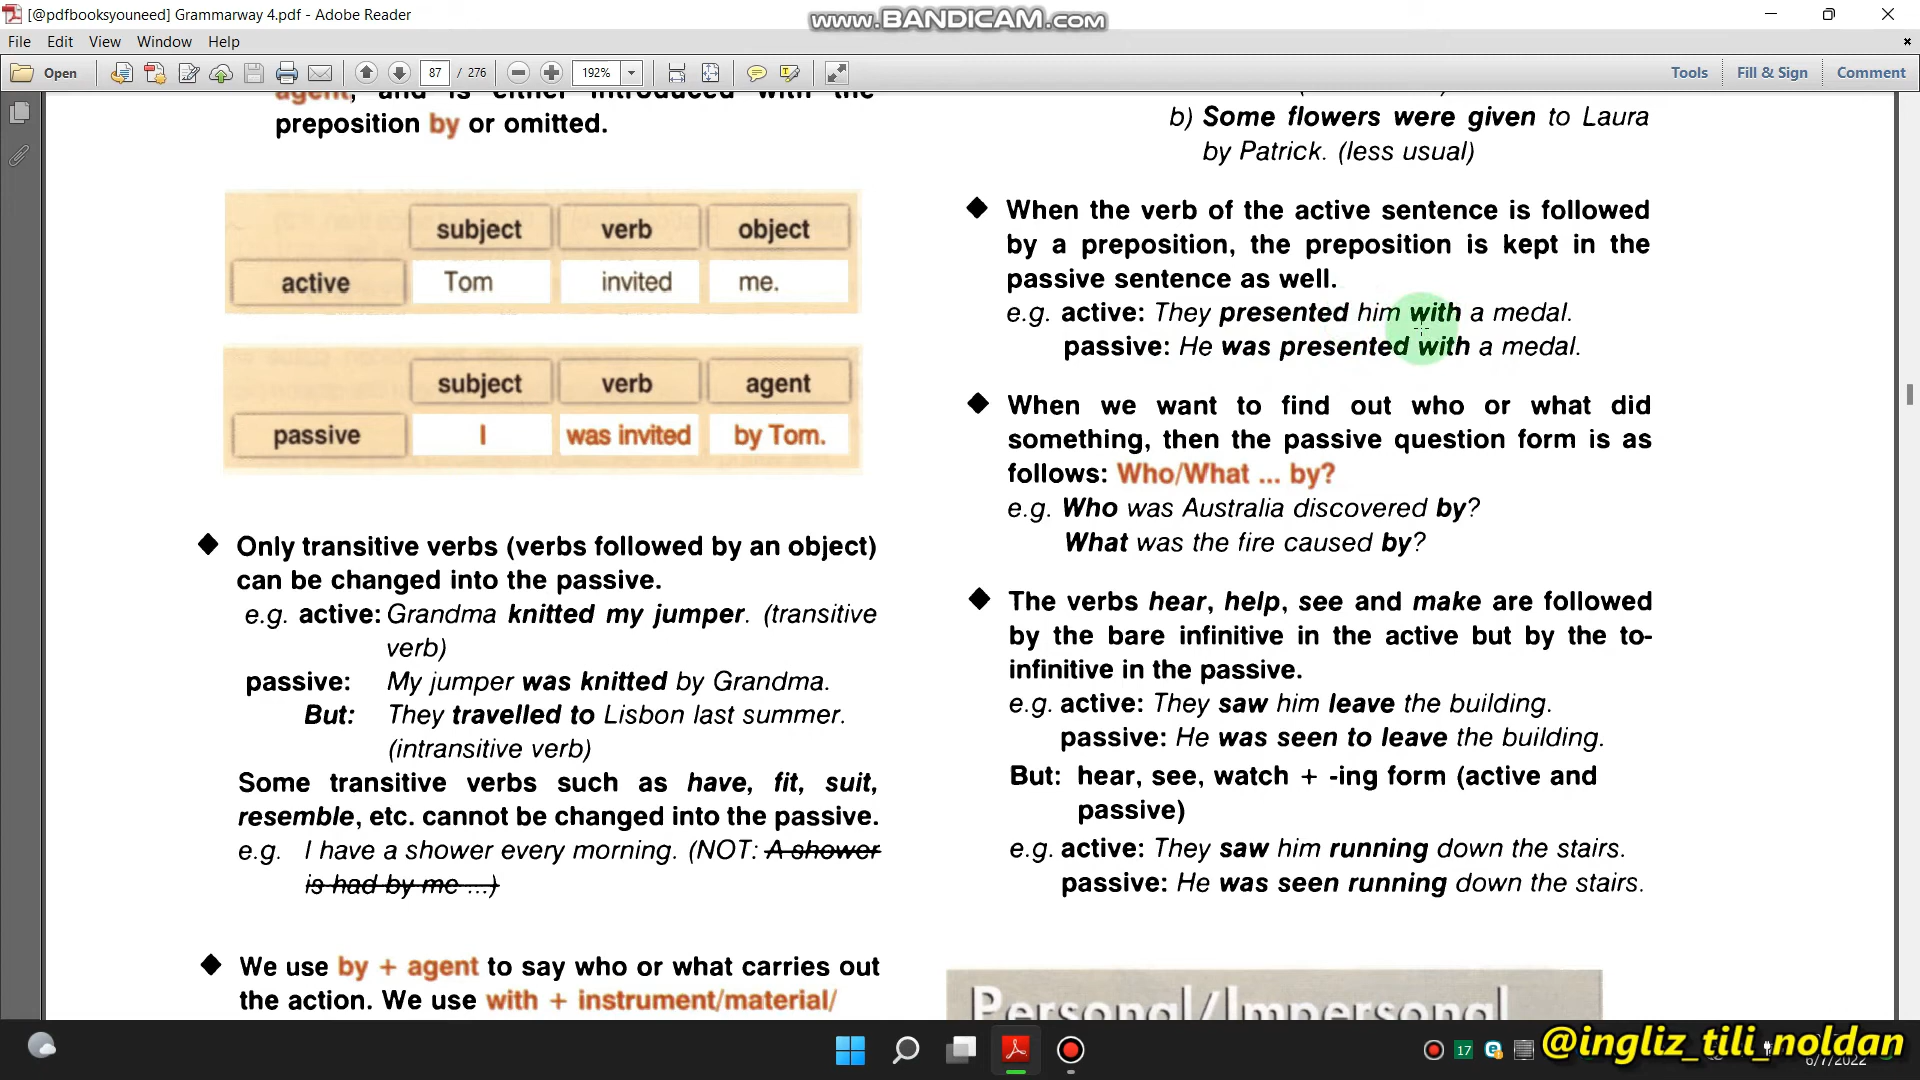 [@pdfbooksyouneed] Grammarway 4.pdf - Adobe Reader
www.BANDICAM.com
File Edit View Window Help
Open 87 / 276 192% Tools Fill & Sign Comment
agent, and is either introduced with the
preposition by or omitted.
subject verb object
active Tom invited me.
subject verb agent
passive I was invited by Tom.
◆ Only transitive verbs (verbs followed by an object)
can be changed into the passive.
e.g. active: Grandma knitted my jumper. (transitive
verb)
passive: My jumper was knitted by Grandma.
But: They travelled to Lisbon last summer.
(intransitive verb)
Some transitive verbs such as have, fit, suit,
resemble, etc. cannot be changed into the passive.
e.g. I have a shower every morning. (NOT: A shower
is had by me ...)
◆ We use by + agent to say who or what carries out
the action. We use with + instrument/material/
b) Some flowers were given to Laura
by Patrick. (less usual)
◆ When the verb of the active sentence is followed
by a preposition, the preposition is kept in the
passive sentence as well.
e.g. active: They presented him with a medal.
passive: He was presented with a medal.
◆ When we want to find out who or what did
something, then the passive question form is as
follows: Who/What ... by?
e.g. Who was Australia discovered by?
What was the fire caused by?
◆ The verbs hear, help, see and make are followed
by the bare infinitive in the active but by the to-
infinitive in the passive.
e.g. active: They saw him leave the building.
passive: He was seen to leave the building.
But: hear, see, watch + -ing form (active and
passive)
e.g. active: They saw him running down the stairs.
passive: He was seen running down the stairs.
Personal/Impersonal
17
@ingliz_tili_noldan
6/7/2022